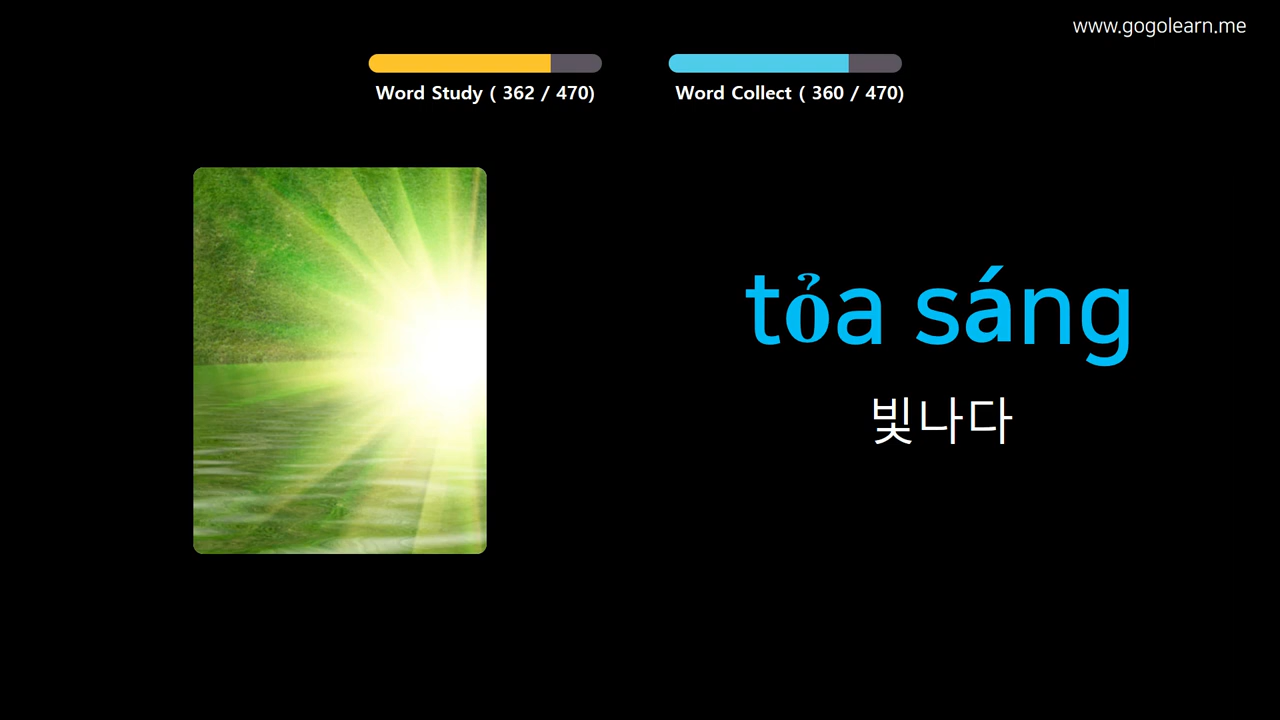 www.gogolearn.me
Word Study ( 362 / 470)
Word Collect ( 360 / 470)
tỏa sáng
빛나다